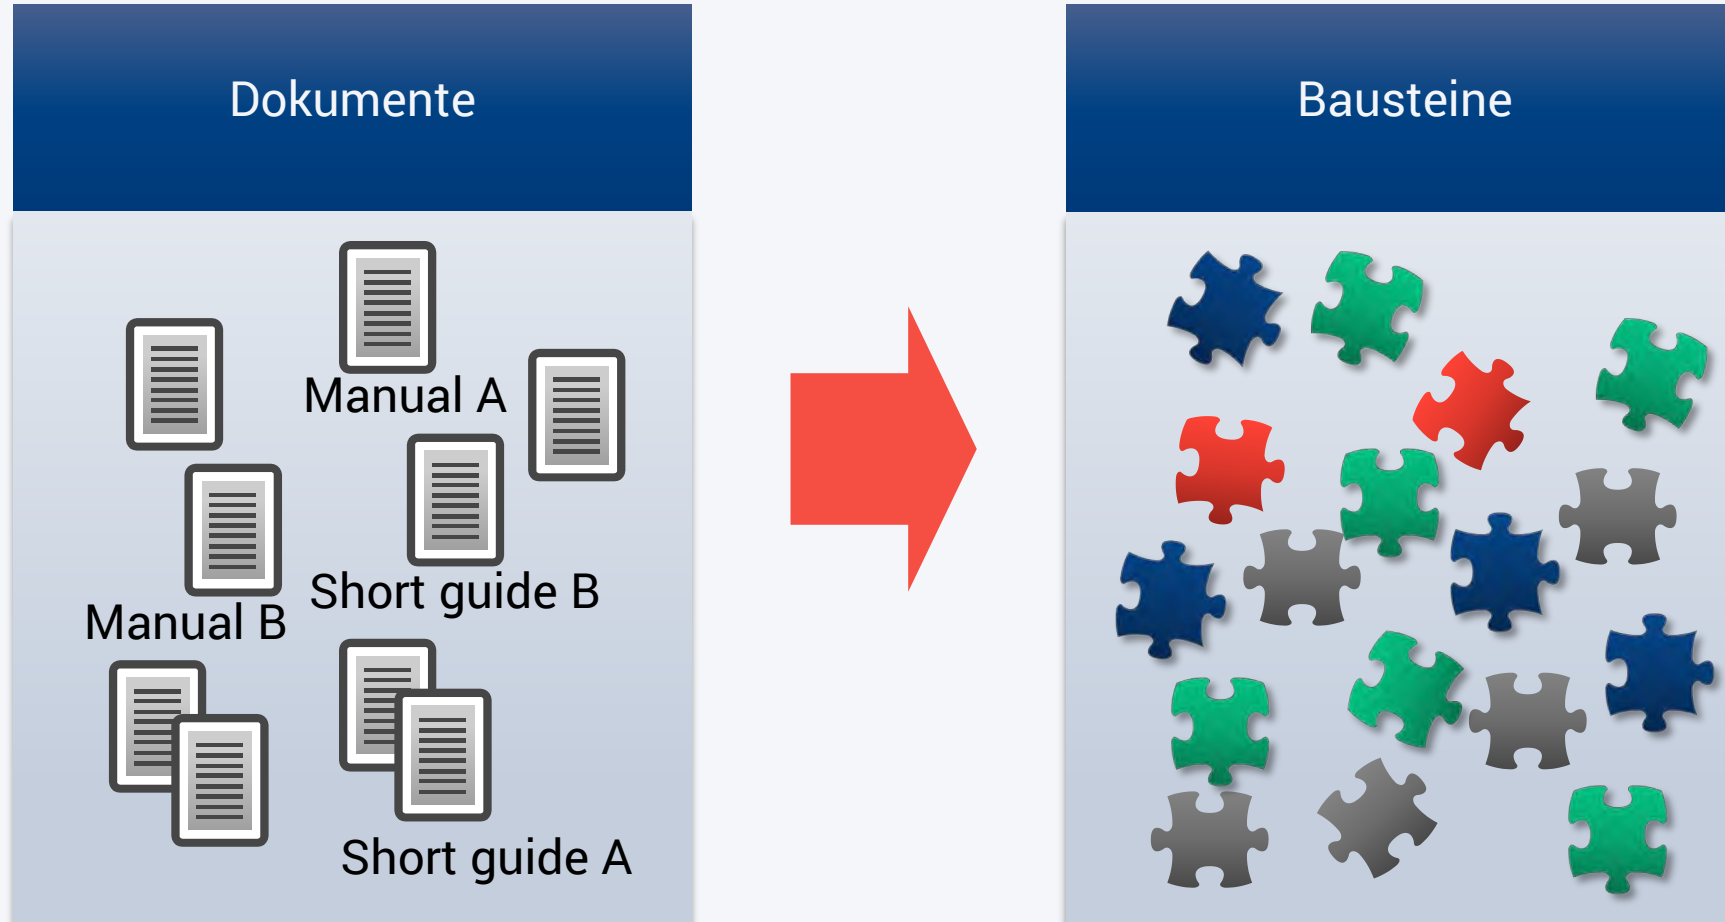 Dokumente
Bausteine
Manual A
Short guide B
Manual B
Short guide A